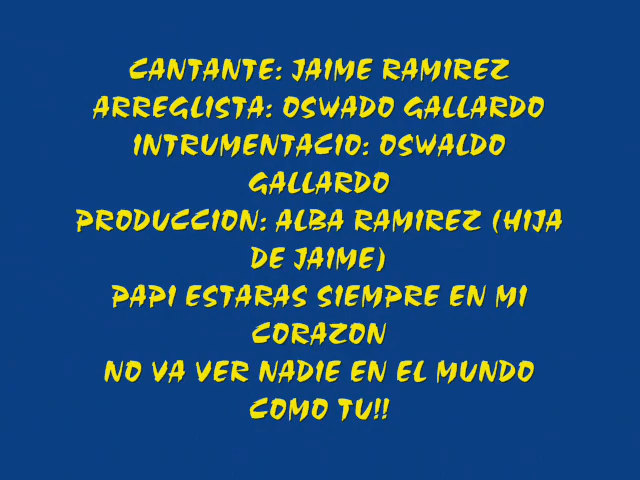 CANTANTE: JAIME RAMIREZ
ARREGLISTA: OSWADO GALLARDO
INTRUMENTACIO: OSWALDO
GALLARDO
PRODUCCION: ALBA RAMIREZ (HIJA
DE JAIME)
PAPI ESTARAS SIEMPRE EN MI
CORAZON
NO VA VER NADIE EN EL MUNDO
COMO TU!!